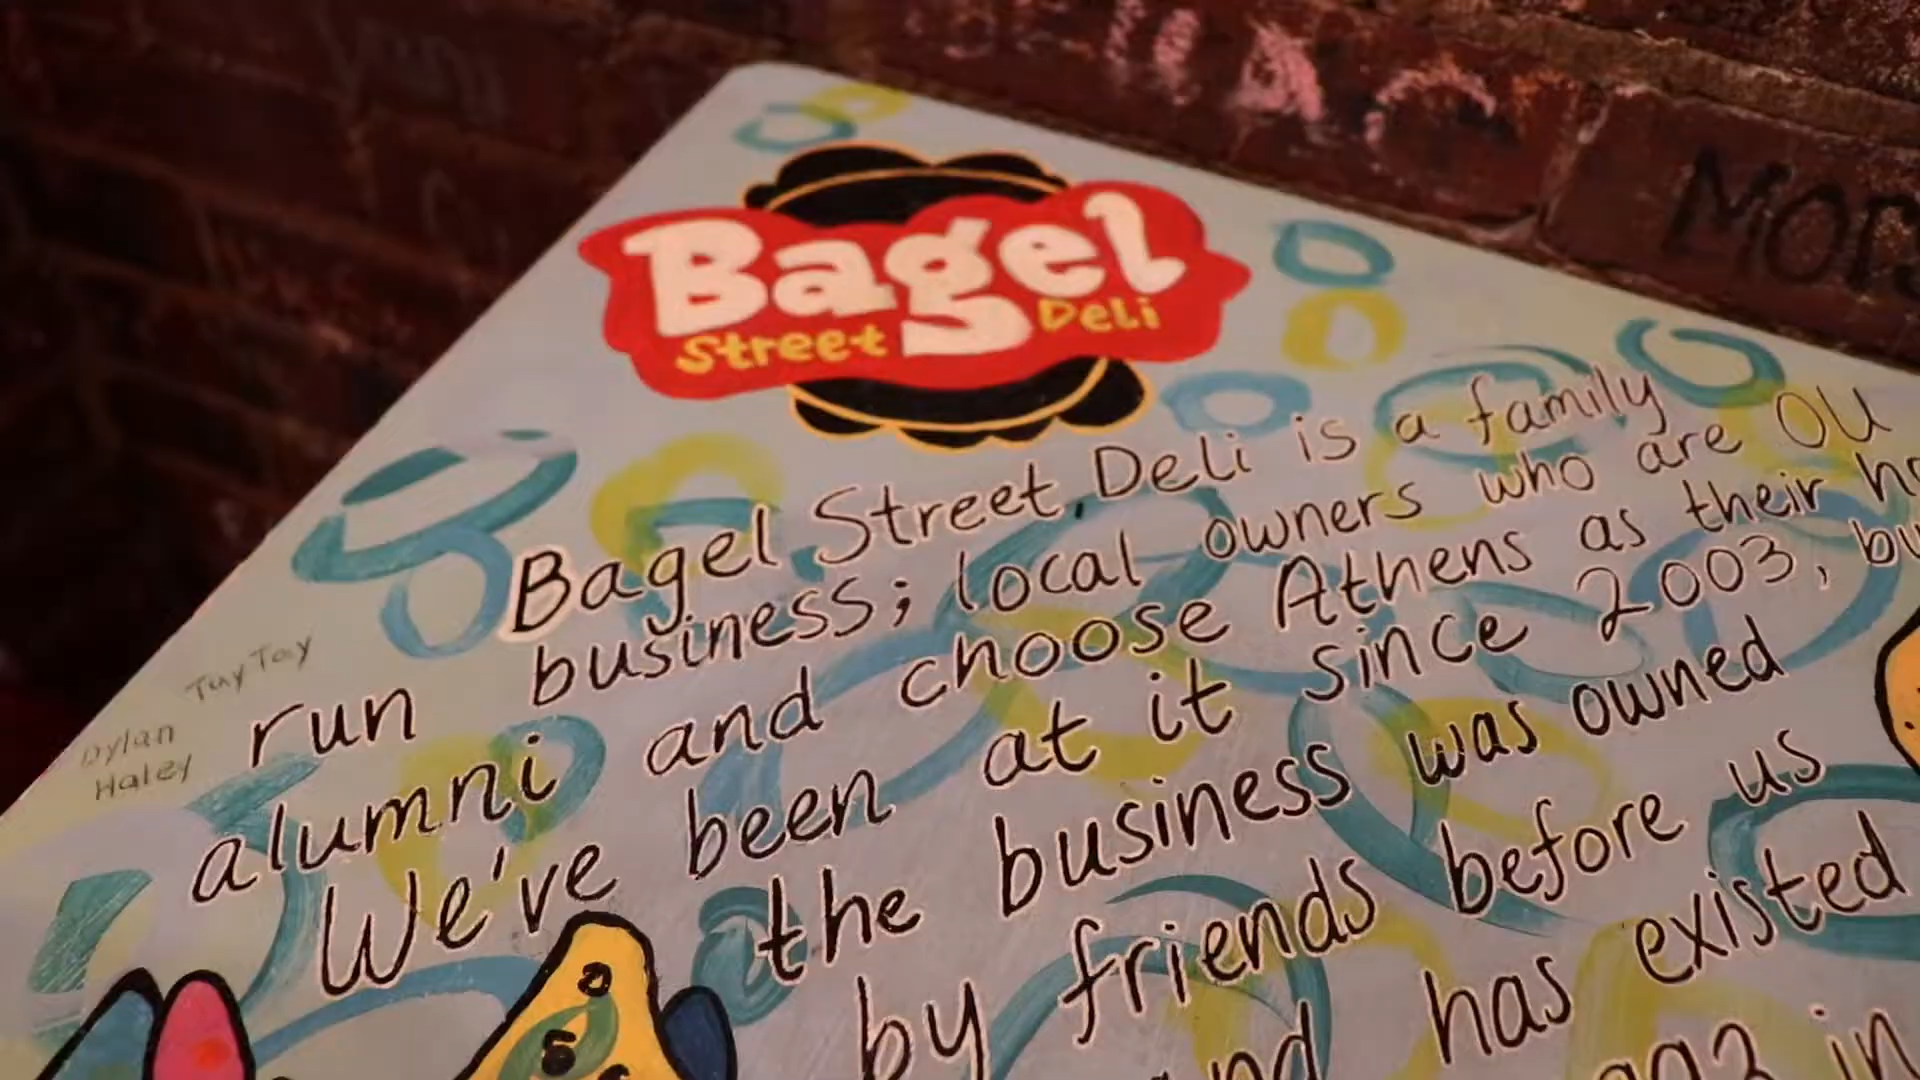 Bagel
Street Deli
Bagel Street Deli is a family
run business; local owners who are OU
alumni and choose Athens as their
We've been at it since 2003,
the business was owned
by friends before us
has existed
in
Tay Tay
Dylan
Haley